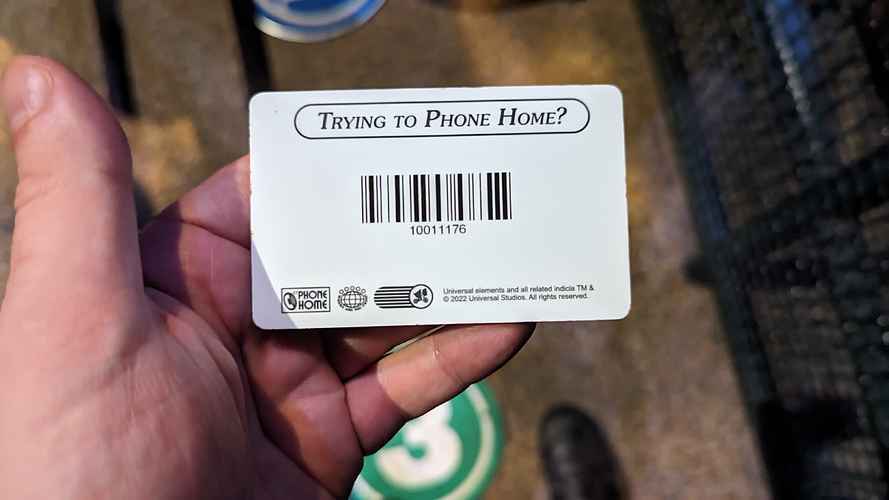 TRYING TO PHONE HOME?
10011176
PHONE
HOME
Universal elements and all related indicia TM &
© 2022 Universal Studios. All rights reserved.
3